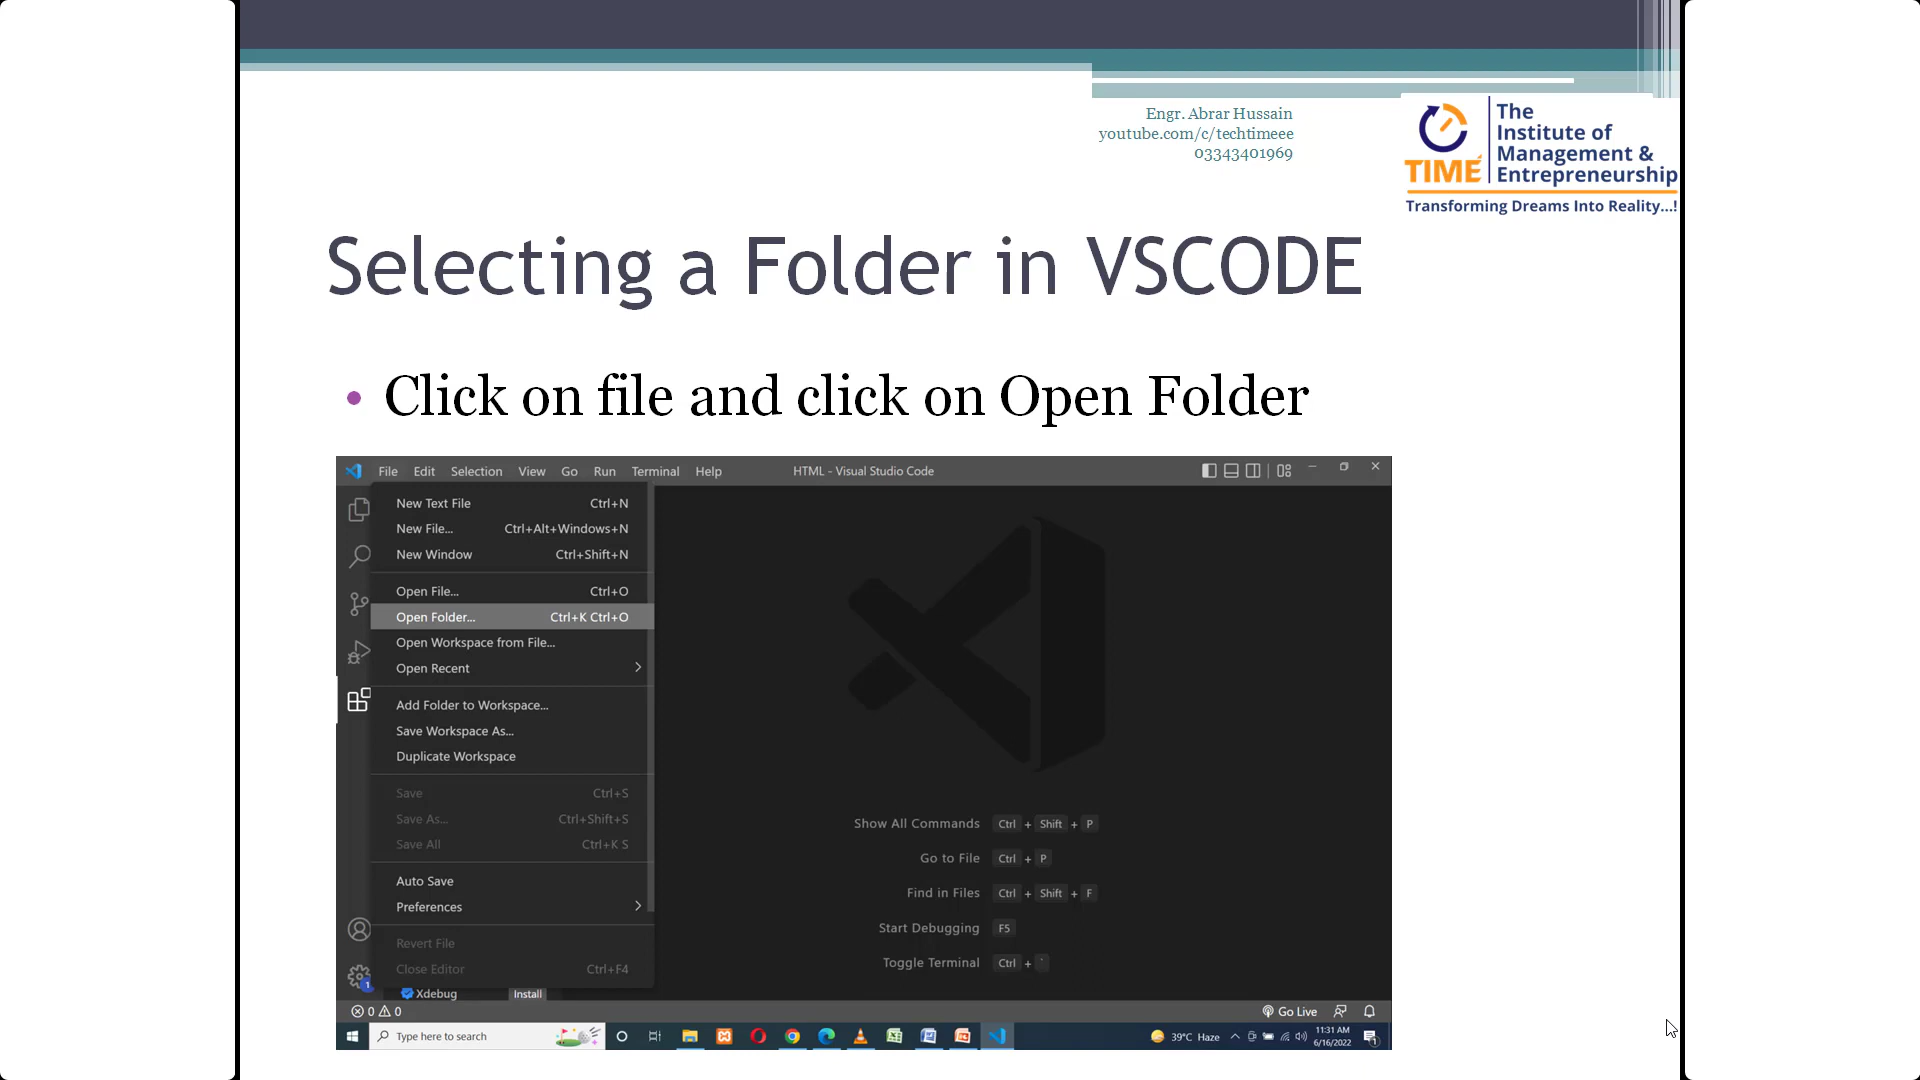 Engr. Abrar Hussain
youtube.com/c/techtimeee
03343401969
The
Institute of
Management &
Entrepreneurship
TIMÉ
Transforming Dreams Into Reality...!
Selecting a Folder in VSCODE
• Click on file and click on Open Folder
File Edit Selection View Go Run Terminal Help HTML - Visual Studio Code
New Text File Ctrl+N
New File... Ctrl+Alt+Windows+N
New Window Ctrl+Shift+N
Open File... Ctrl+O
Open Folder... Ctrl+K Ctrl+O
Open Workspace from File...
Open Recent
Add Folder to Workspace...
Save Workspace As...
Duplicate Workspace
Save Ctrl+S
Save As... Ctrl+Shift+S
Save All Ctrl+K S
Auto Save
Preferences
Revert File
Close Editor Ctrl+F4
Xdebug Install
Show All Commands Ctrl + Shift + P
Go to File Ctrl + P
Find in Files Ctrl + Shift + F
Start Debugging F5
Toggle Terminal Ctrl + `
1
0 0 Go Live
Type here to search 39°C Haze 11:31 AM
6/16/2022
1